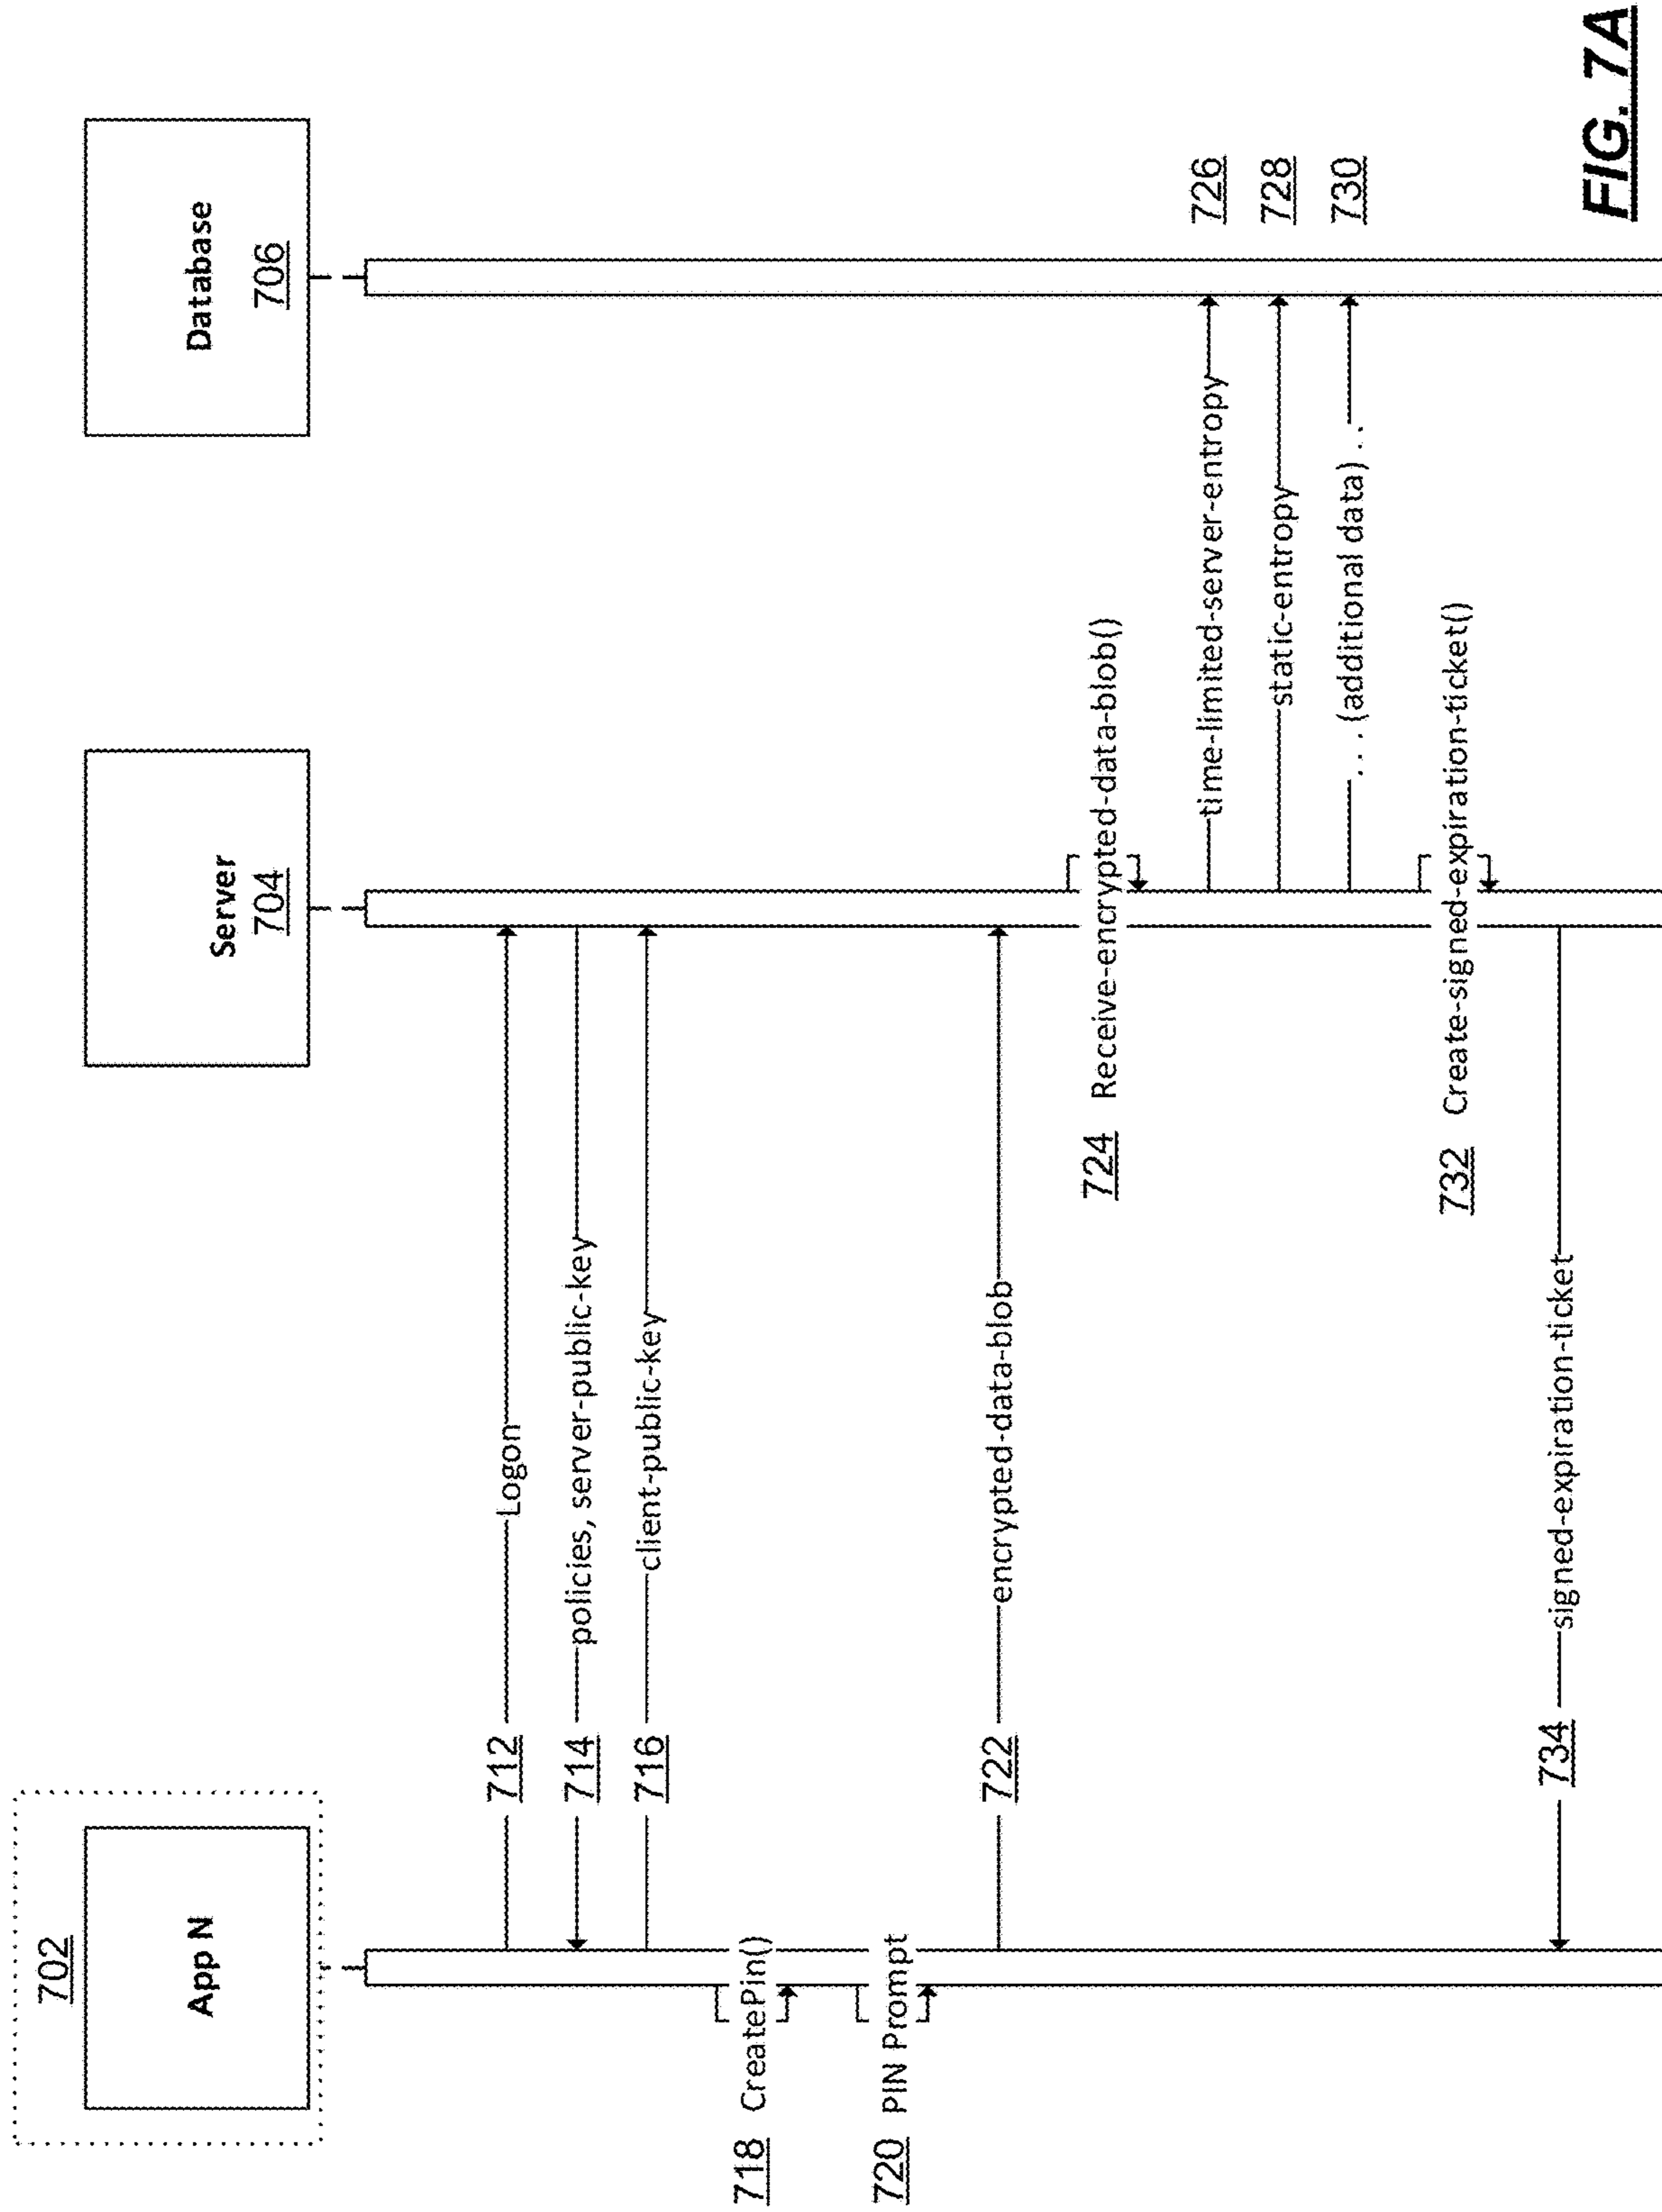 702
App N
Server
704
Database
706
712
Logon
714
policies, server-public-key
716
client-public-key
718 CreatePin()
720 PIN Prompt
722
encrypted-data-blob
724 Receive-encrypted-data-blob()
time-limited-server-entropy
726
static-entropy
728
. . . (additional data) . . .
730
732 Create-signed-expiration-ticket()
734
signed-expiration-ticket
FIG. 7A